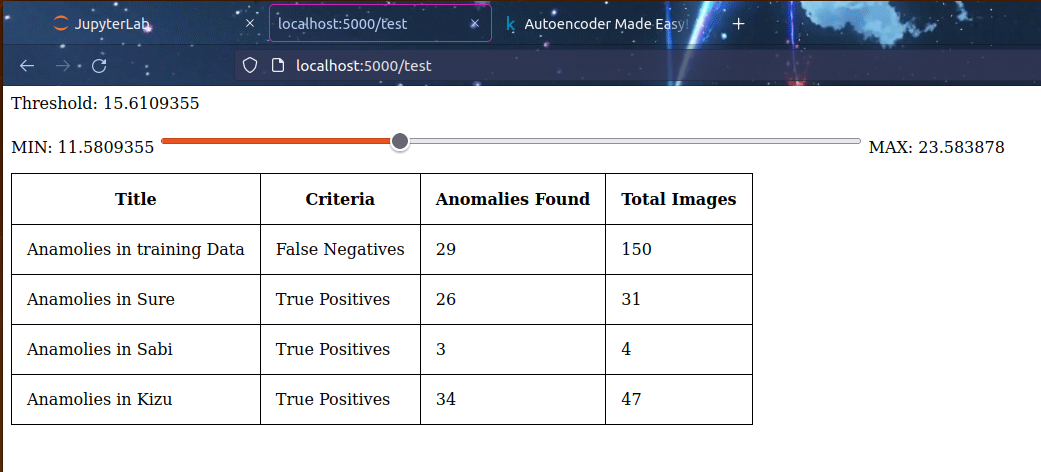 JupyterLab × localhost:5000/test × Autoencoder Made Easy! +
localhost:5000/test
Threshold: 15.6109355
MIN: 11.5809355 MAX: 23.583878
Title Criteria Anomalies Found Total Images
Anamolies in training Data False Negatives 29 150
Anamolies in Sure True Positives 26 31
Anamolies in Sabi True Positives 3 4
Anamolies in Kizu True Positives 34 47